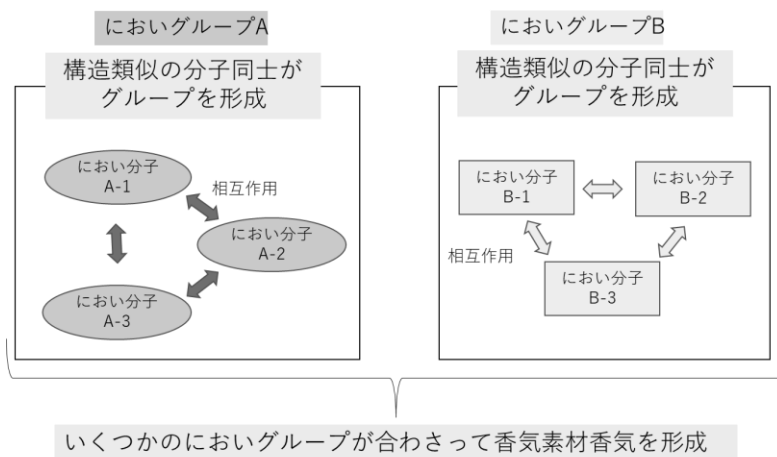 においグループA
構造類似の分子同士が
グループを形成
におい分子
A-1
相互作用
におい分子
A-2
におい分子
A-3
においグループB
構造類似の分子同士が
グループを形成
におい分子
B-1
におい分子
B-2
相互作用
におい分子
B-3
いくつかのにおいグループが合わさって香気素材香気を形成